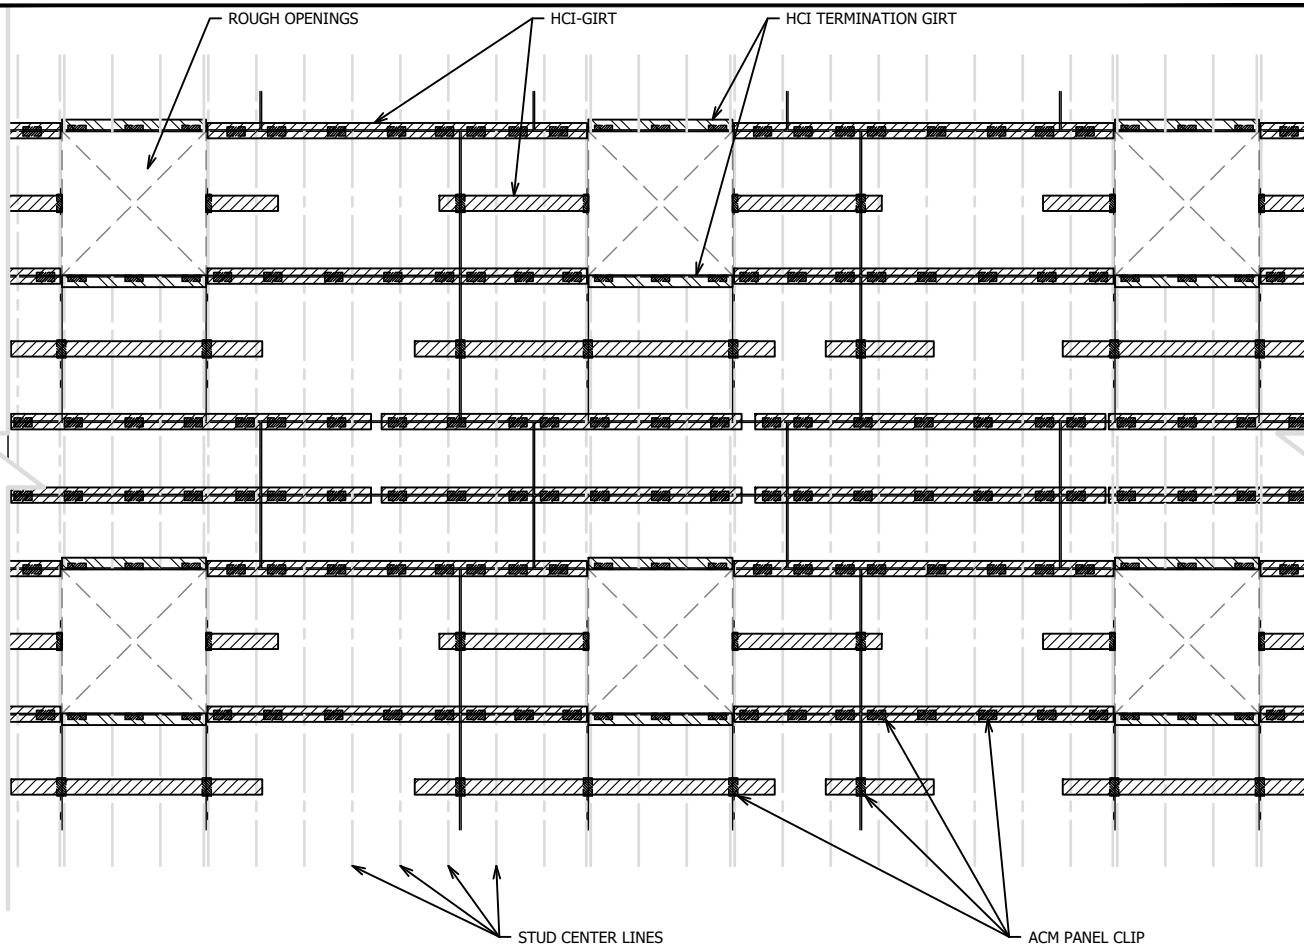 ROUGH OPENINGS
HCI-GIRT
HCI TERMINATION GIRT
STUD CENTER LINES
ACM PANEL CLIP